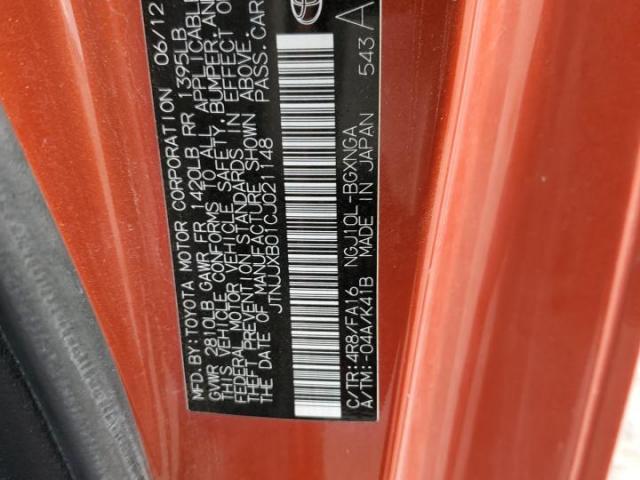 MFD. BY: TOYOTA MOTOR CORPORATION 06/12
GVWR 2810LB GAWR FR 1420LB RR 1395LB
THIS VEHICLE CONFORMS TO ALL APPLICABLE
FEDERAL MOTOR VEHICLE SAFETY, BUMPER, AND
THEFT PREVENTION STANDARDS IN EFFECT ON
THE DATE OF MANUFACTURE SHOWN ABOVE.
JTNJJXB01CJ021148 PASS. CAR
C/TR: 4R8/FA16 NGJ10L-BGXNGA
A/TM: -04A/K41B MADE IN JAPAN 543 A